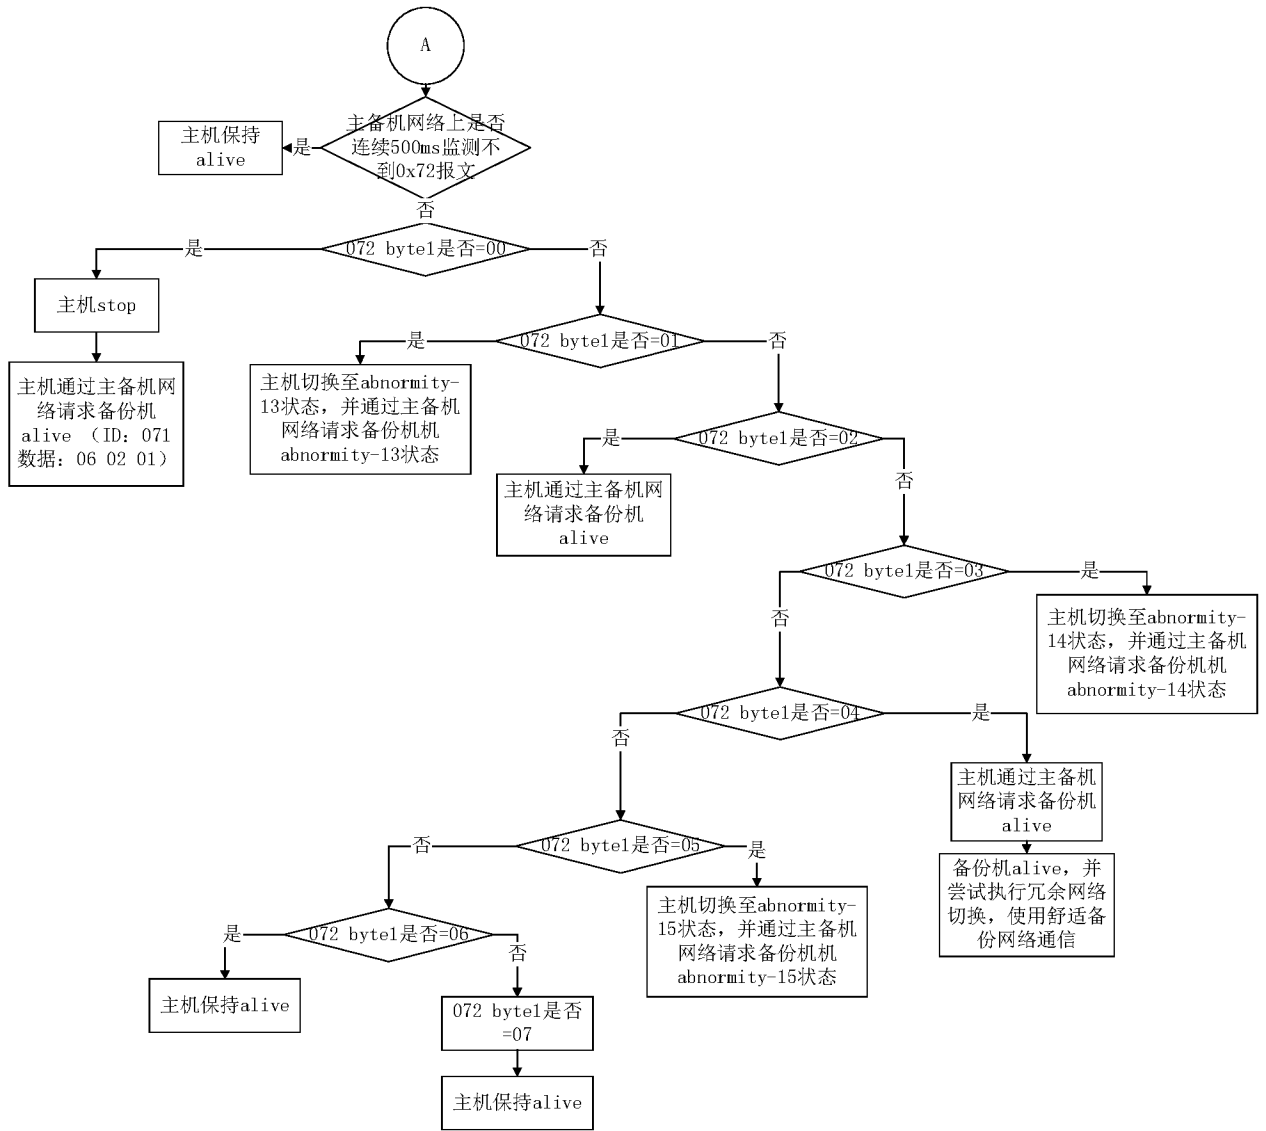 A
主备机网络上是否
连续500ms监测不
到0x72报文
是
主机保持
alive
否
072 byte1是否=00
是
否
主机stop
主机通过主备机网
络请求备份机
alive （ID：071
数据：06 02 01）
072 byte1是否=01
是
否
主机切换至abnormity-
13状态，并通过主备机
网络请求备份机机
abnormity-13状态
072 byte1是否=02
是
否
主机通过主备机网
络请求备份机
alive
072 byte1是否=03
否
是
主机切换至abnormity-
14状态，并通过主备机
网络请求备份机机
abnormity-14状态
072 byte1是否=04
否
是
主机通过主备机
网络请求备份机
alive
备份机alive，并
尝试执行冗余网络
切换，使用舒适备
份网络通信
072 byte1是否=05
否
是
主机切换至abnormity-
15状态，并通过主备机
网络请求备份机机
abnormity-15状态
072 byte1是否=06
是
否
主机保持alive
072 byte1是否
=07
主机保持alive